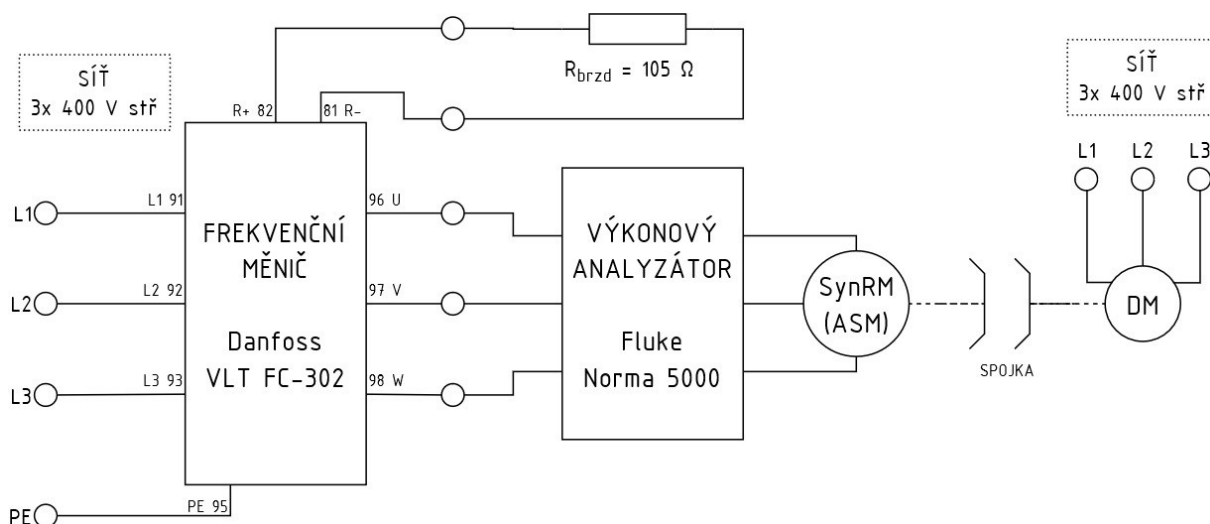 SÍŤ
3x 400 V stř
R+ 82
81 R-
R_brzd = 105 Ω
SÍŤ
3x 400 V stř
L1
L2
L3
L1
L1 91
96 U
FREKVENČNÍ
MĚNIČ
Danfoss
VLT FC-302
VÝKONOVÝ
ANALYZÁTOR
Fluke
Norma 5000
L2
L2 92
97 V
SynRM
(ASM)
DM
SPOJKA
L3
L3 93
98 W
PE
PE 95